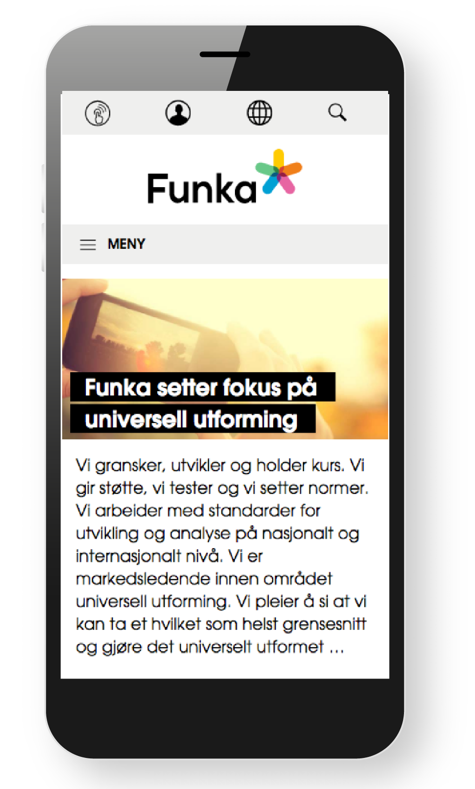 Funka
MENY
Funka setter fokus på
universell utforming
Vi gransker, utvikler og holder kurs. Vi
gir støtte, vi tester og vi setter normer.
Vi arbeider med standarder for
utvikling og analyse på nasjonalt og
internasjonalt nivå. Vi er
markedsledende innen området
universell utforming. Vi pleier å si at vi
kan ta et hvilket som helst grensesnitt
og gjøre det universelt utformet ...